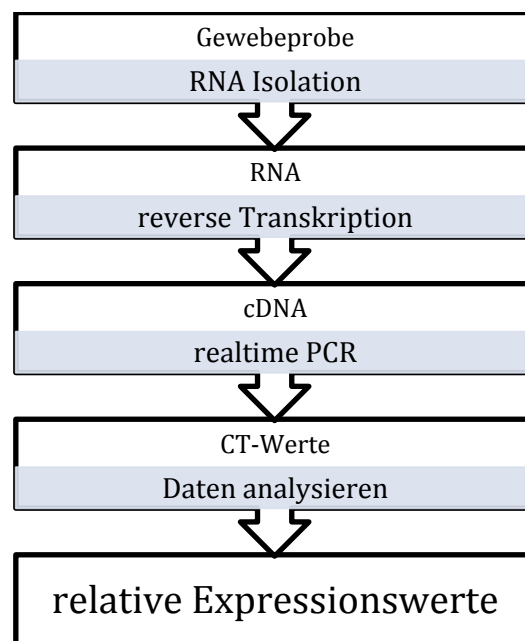 Gewebeprobe
RNA Isolation
RNA
reverse Transkription
cDNA
realtime PCR
CT-Werte
Daten analysieren
relative Expressionswerte